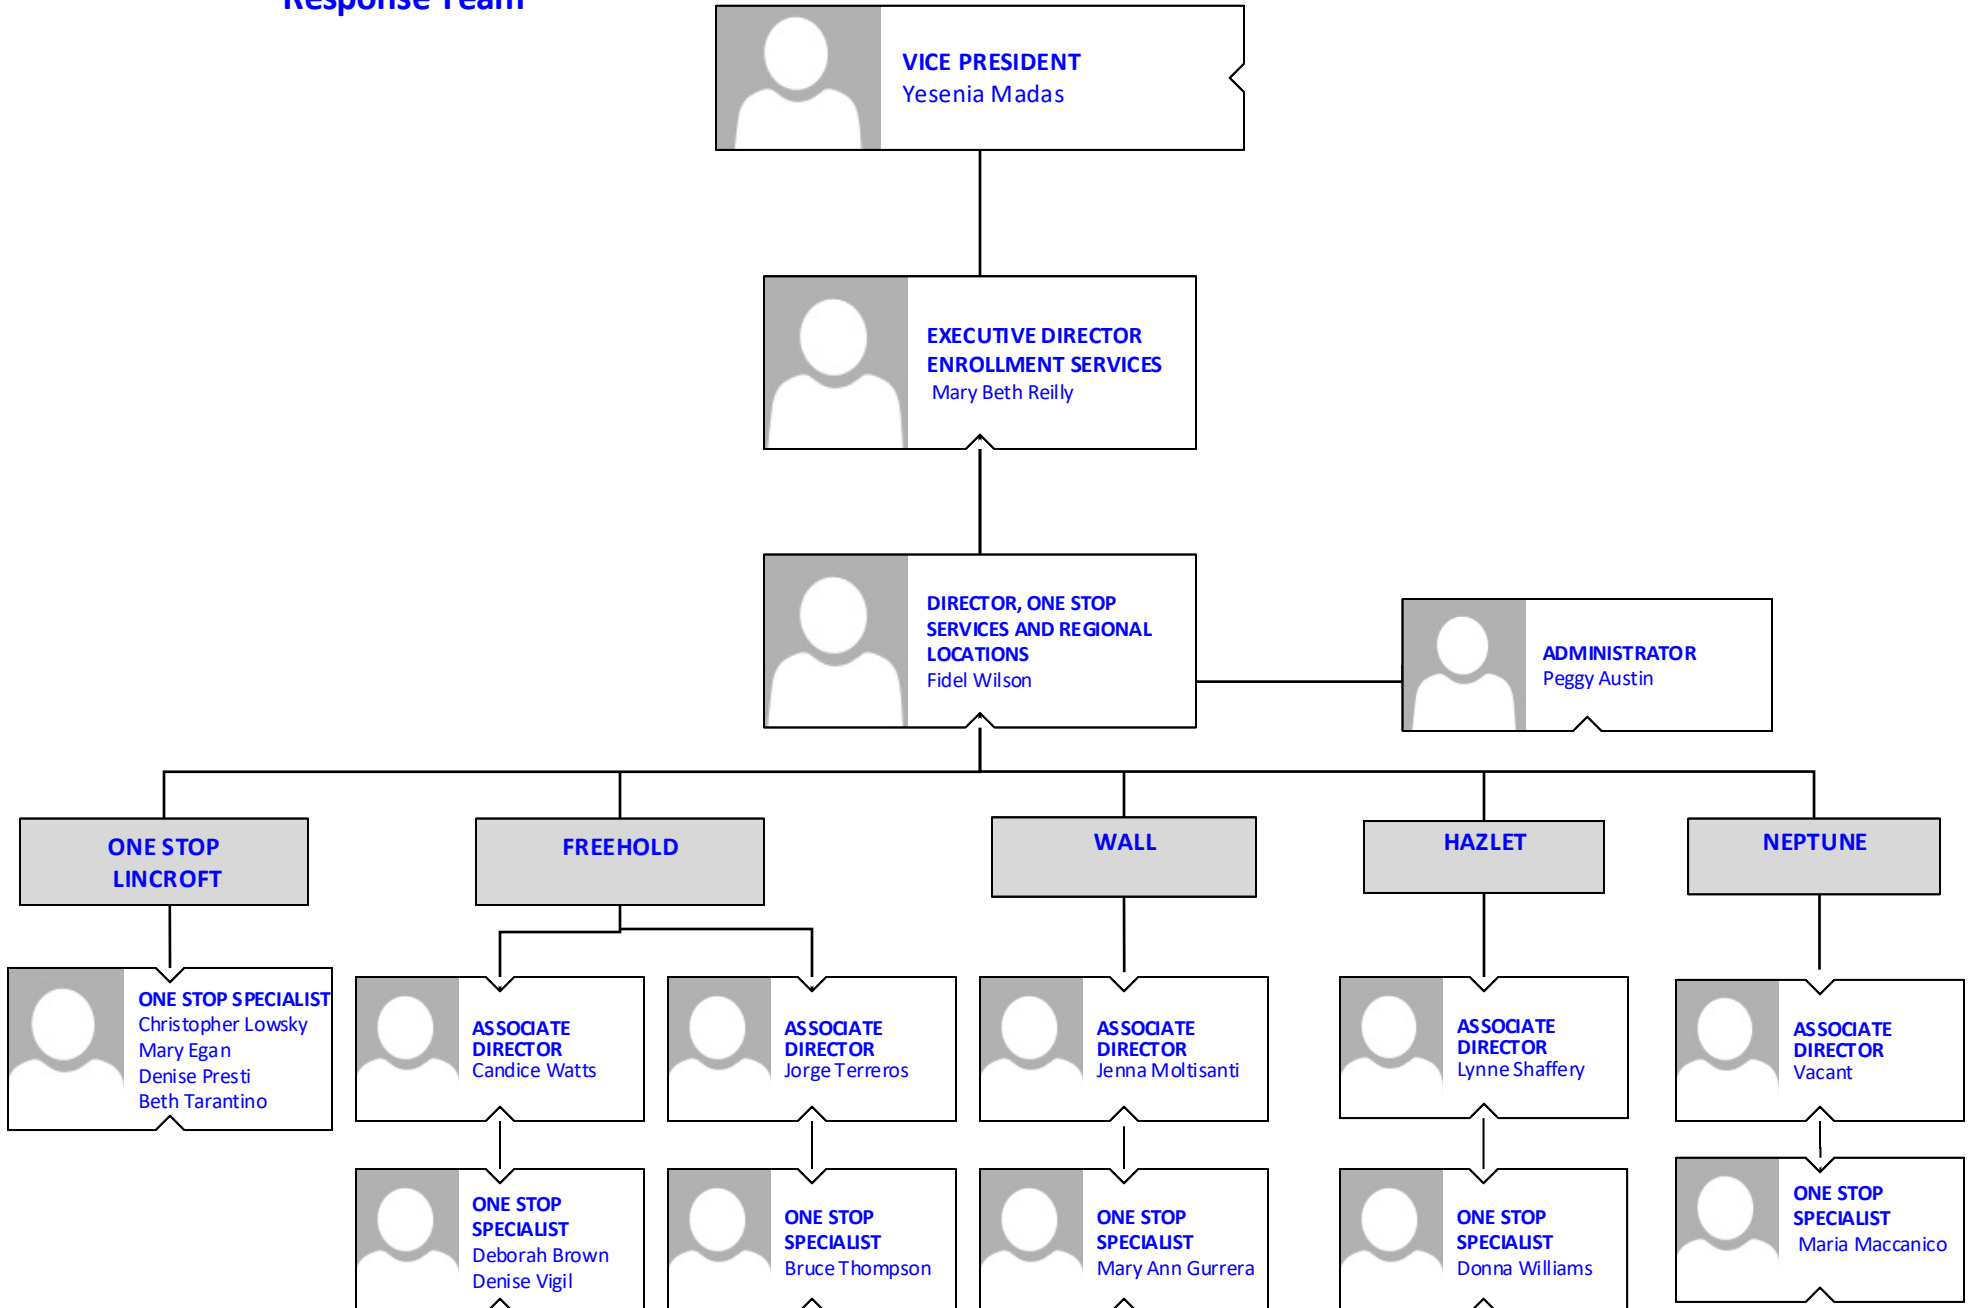 Response Team
VICE PRESIDENT
Yesenia Madas
EXECUTIVE DIRECTOR
ENROLLMENT SERVICES
Mary Beth Reilly
DIRECTOR, ONE STOP
SERVICES AND REGIONAL
LOCATIONS
Fidel Wilson
ADMINISTRATOR
Peggy Austin
ONE STOP
LINCROFT
FREEHOLD
WALL
HAZLET
NEPTUNE
ONE STOP SPECIALIST
Christopher Lowsky
Mary Egan
Denise Presti
Beth Tarantino
ASSOCIATE
DIRECTOR
Candice Watts
ASSOCIATE
DIRECTOR
Jorge Terreros
ASSOCIATE
DIRECTOR
Jenna Moltisanti
ASSOCIATE
DIRECTOR
Lynne Shaffery
ASSOCIATE
DIRECTOR
Vacant
ONE STOP
SPECIALIST
Deborah Brown
Denise Vigil
ONE STOP
SPECIALIST
Bruce Thompson
ONE STOP
SPECIALIST
Mary Ann Gurrera
ONE STOP
SPECIALIST
Donna Williams
ONE STOP
SPECIALIST
Maria Maccanico